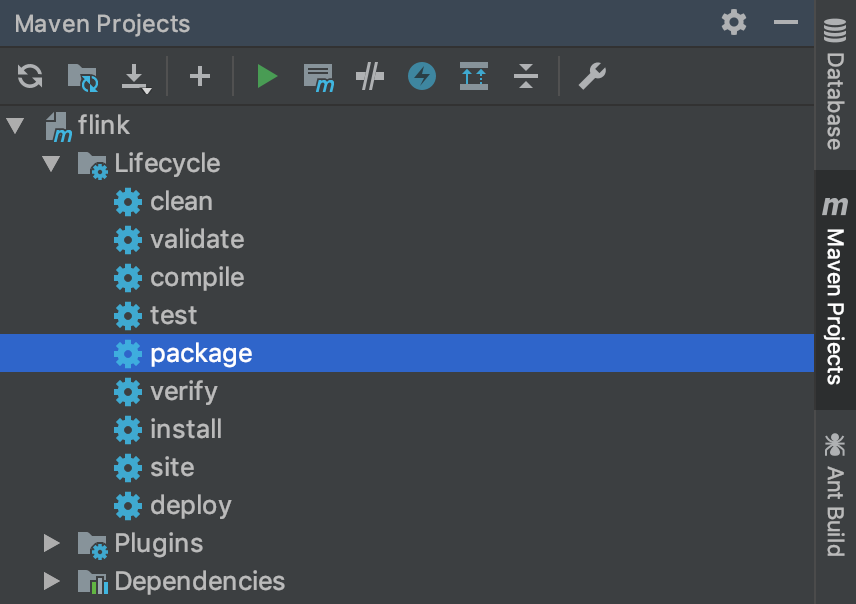 Maven Projects
flink
Lifecycle
clean
validate
compile
test
package
verify
install
site
deploy
Plugins
Dependencies
Database
Maven Projects
Ant Build